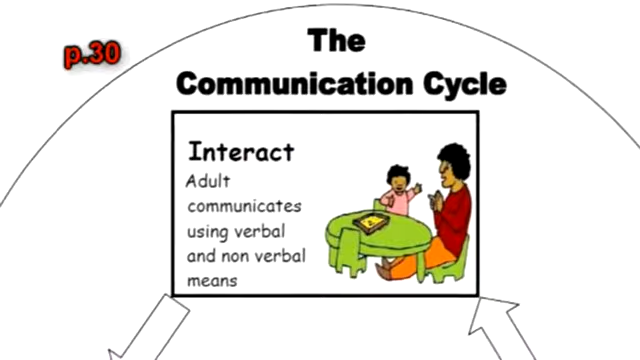 p.30
The
Communication Cycle
Interact
Adult
communicates
using verbal
and non verbal
means